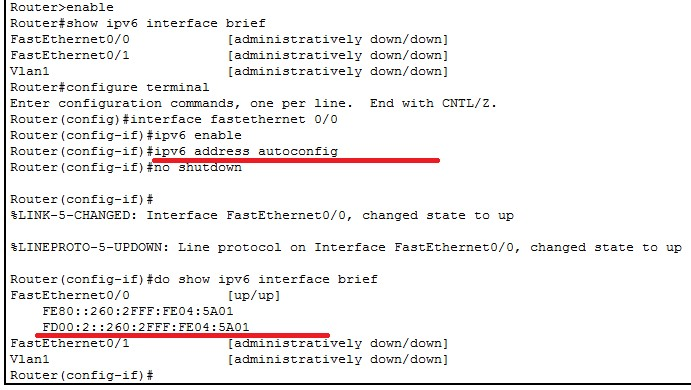 Router>enable
Router#show ipv6 interface brief
FastEthernet0/0 [administratively down/down]
FastEthernet0/1 [administratively down/down]
Vlan1 [administratively down/down]
Router#configure terminal
Enter configuration commands, one per line. End with CNTL/Z.
Router(config)#interface fastethernet 0/0
Router(config-if)#ipv6 enable
Router(config-if)#ipv6 address autoconfig
Router(config-if)#no shutdown
Router(config-if)#
%LINK-5-CHANGED: Interface FastEthernet0/0, changed state to up
%LINEPROTO-5-UPDOWN: Line protocol on Interface FastEthernet0/0, changed state to up
Router(config-if)#do show ipv6 interface brief
FastEthernet0/0 [up/up]
FE80::260:2FFF:FE04:5A01
FD00:2::260:2FFF:FE04:5A01
FastEthernet0/1 [administratively down/down]
Vlan1 [administratively down/down]
Router(config-if)#